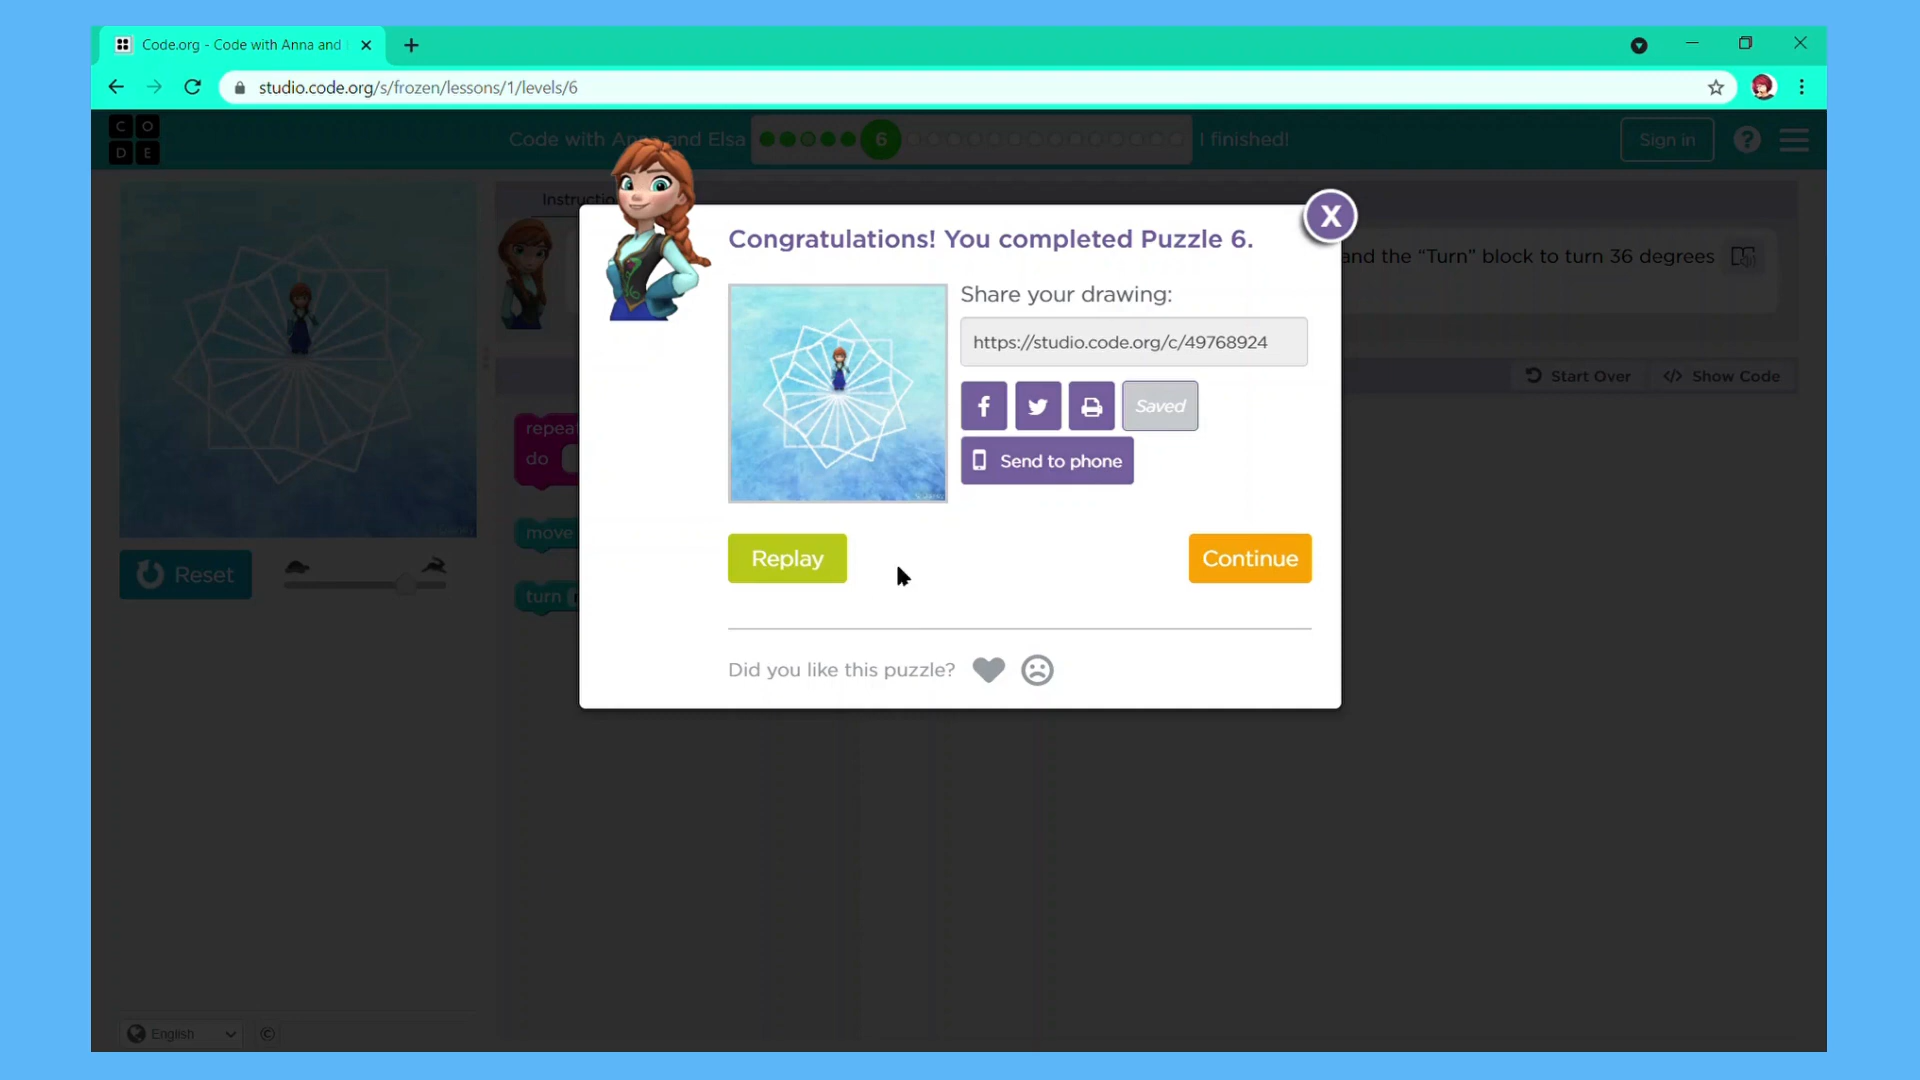 Code.org - Code with Anna and
studio.code.org/s/frozen/lessons/1/levels/6
CODE
Code with Anna and Elsa
6
I finished!
Sign in
?
Congratulations! You completed Puzzle 6.
X
and the “Turn” block to turn 36 degrees
Share your drawing:
https://studio.code.org/c/49768924
Start Over
</> Show Code
Saved
Send to phone
repeat
do
move
turn
Reset
Replay
Continue
Did you like this puzzle?
English
©